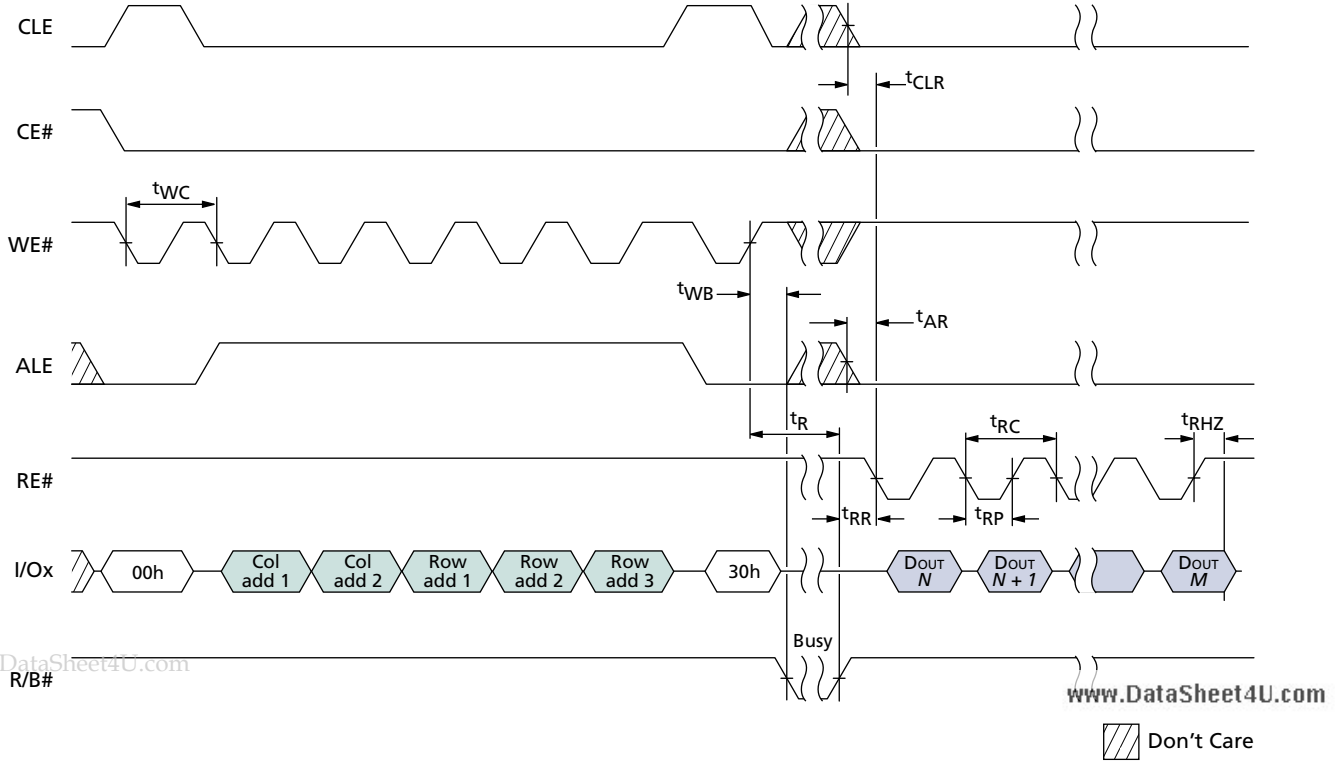 CLE
tCLR
CE#
tWC
WE#
tWB
tAR
ALE
tR
tRC
tRHZ
RE#
tRR
tRP
I/Ox
00h
Col
add 1
Col
add 2
Row
add 1
Row
add 2
Row
add 3
30h
DOUT
N
DOUT
N + 1
DOUT
M
Busy
DataSheet4U.com
R/B#
www.DataSheet4U.com
Don't Care